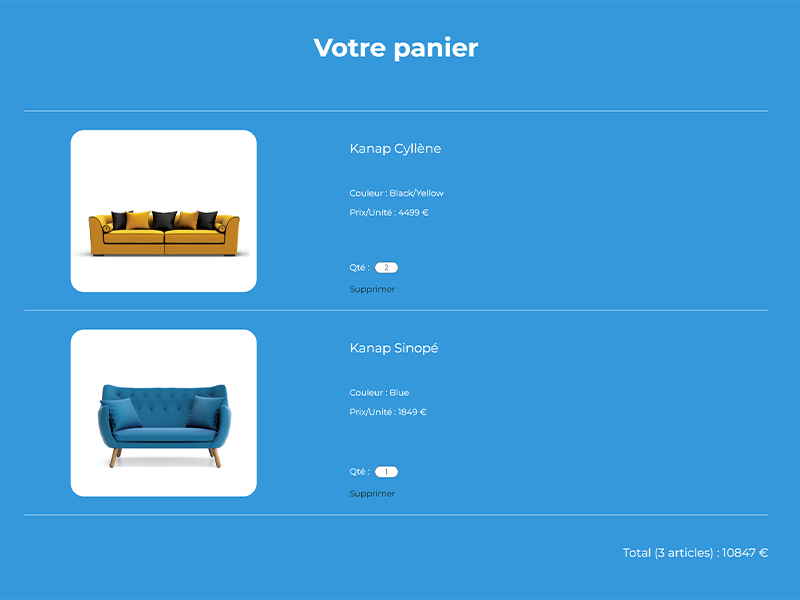 Votre panier
Kanap Cyllène
Couleur : Black/Yellow
Prix/Unité : 4499 €
Qté : 2
Supprimer
Kanap Sinopé
Couleur : Blue
Prix/Unité : 1849 €
Qté : 1
Supprimer
Total (3 articles) : 10847 €